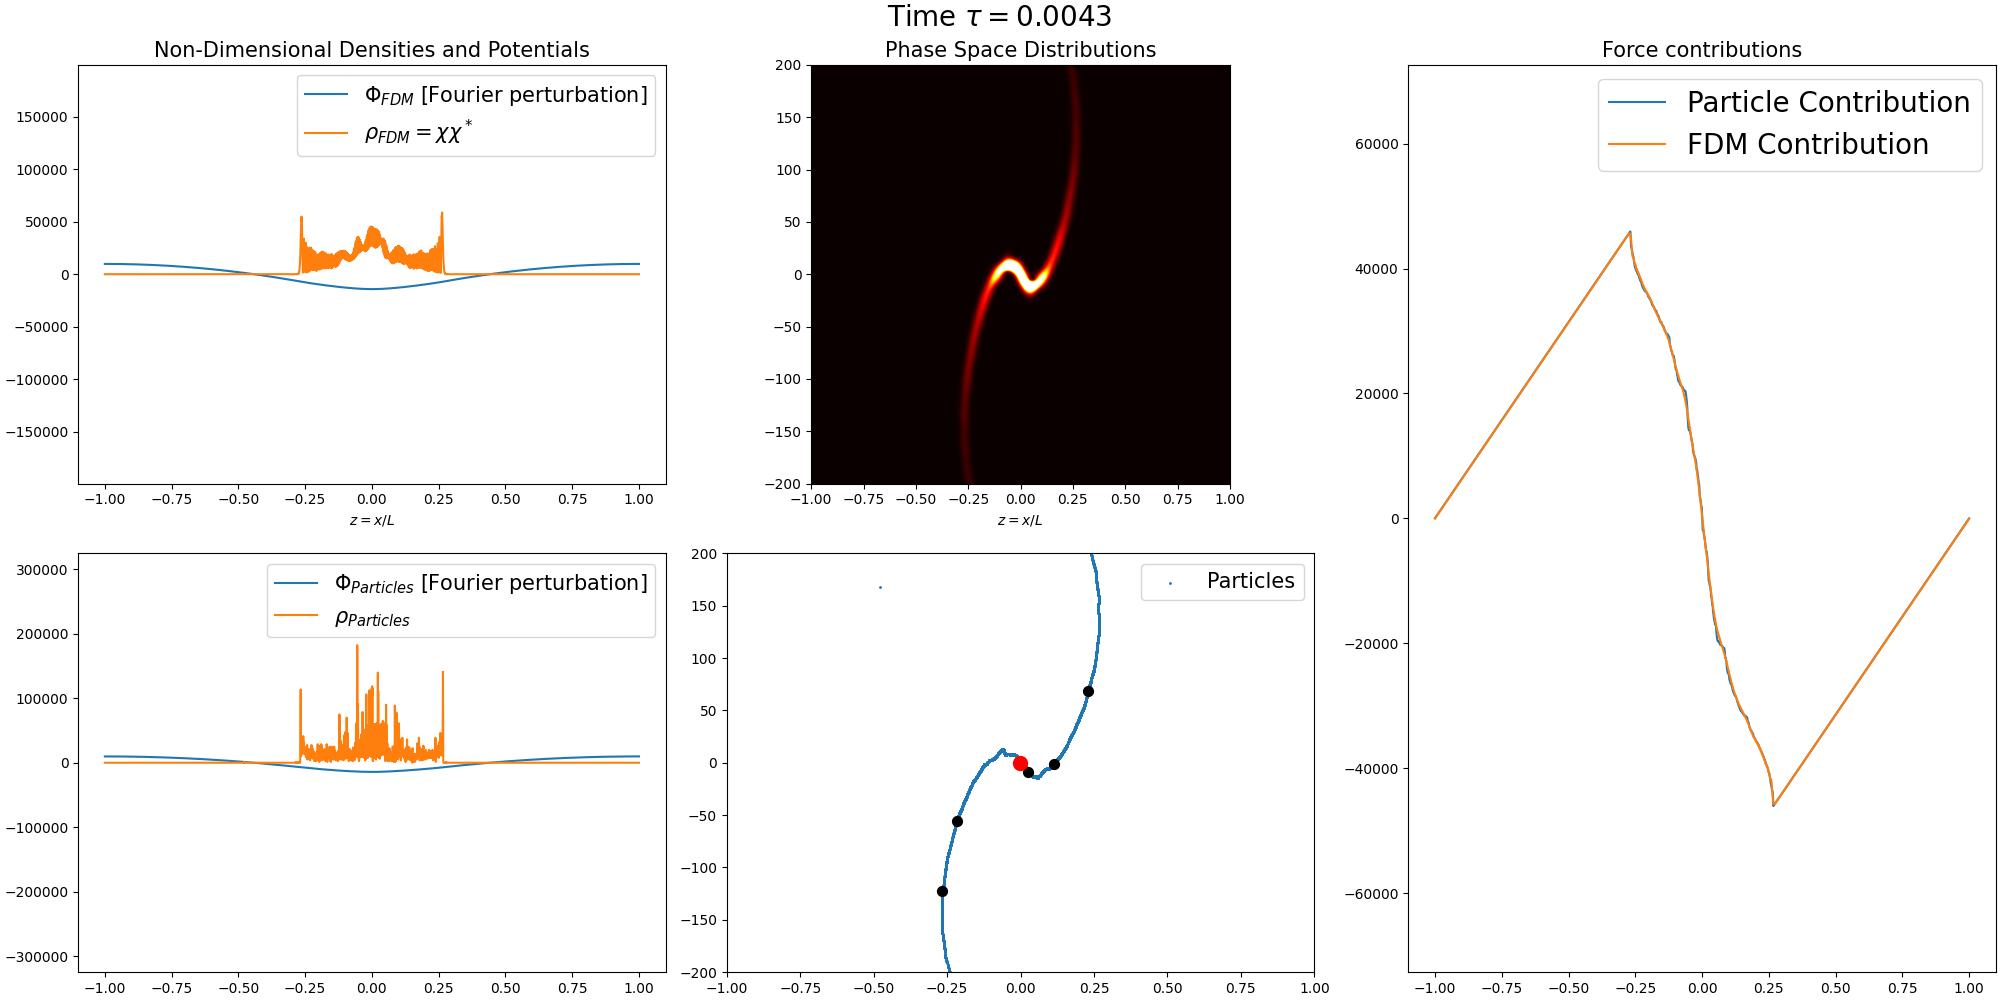 Time τ = 0.0043
Non-Dimensional Densities and Potentials
Φ_FDM [Fourier perturbation]
ρ_FDM = χχ*
150000
100000
50000
0
−50000
−100000
−150000
−1.00 −0.75 −0.50 −0.25 0.00 0.25 0.50 0.75 1.00
z = x/L
Phase Space Distributions
200
150
100
50
0
−50
−100
−150
−200
−1.00 −0.75 −0.50 −0.25 0.00 0.25 0.50 0.75 1.00
z = x/L
Force contributions
Particle Contribution
FDM Contribution
60000
40000
20000
0
−20000
−40000
−60000
−1.00 −0.75 −0.50 −0.25 0.00 0.25 0.50 0.75 1.00
Φ_Particles [Fourier perturbation]
ρ_Particles
300000
200000
100000
0
−100000
−200000
−300000
−1.00 −0.75 −0.50 −0.25 0.00 0.25 0.50 0.75 1.00
Particles
200
150
100
50
0
−50
−100
−150
−200
−1.00 −0.75 −0.50 −0.25 0.00 0.25 0.50 0.75 1.00